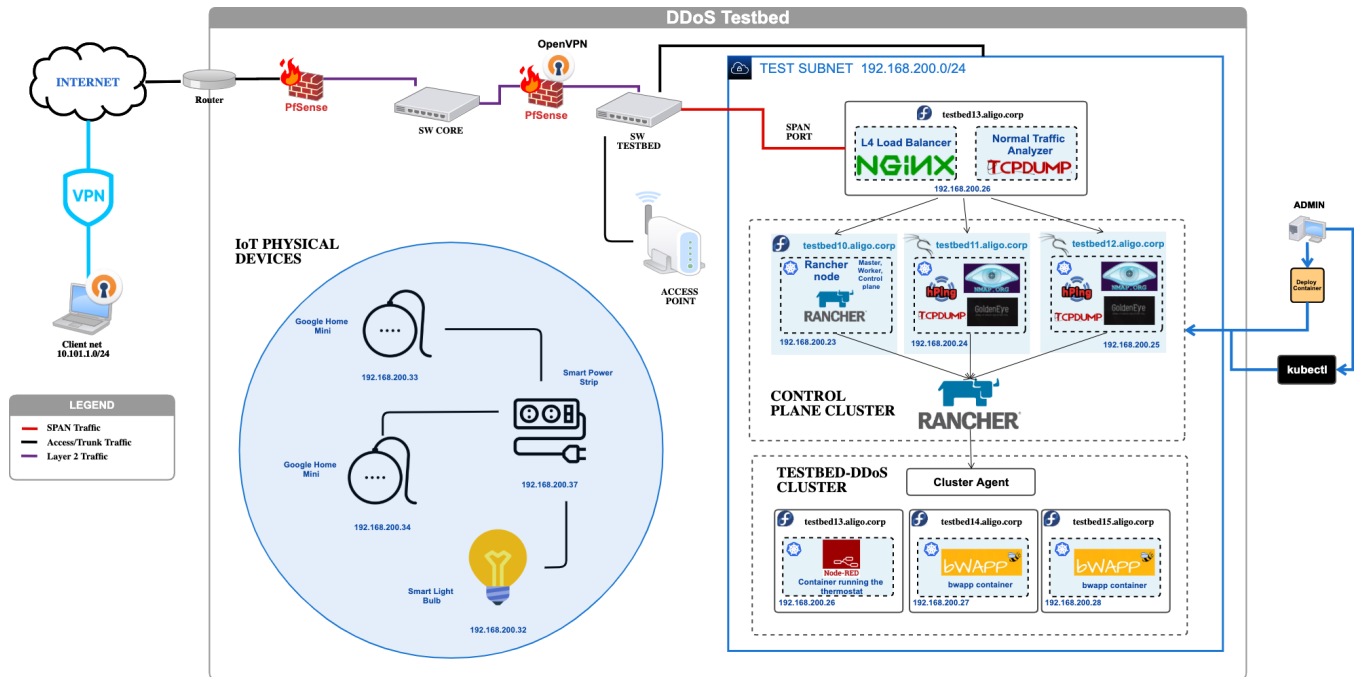 DDoS Testbed
INTERNET
Router
PfSense
SW CORE
OpenVPN
PfSense
SW
TESTBED
SPAN
PORT
ACCESS
POINT
VPN
Client net
10.101.1.0/24
LEGEND
SPAN Traffic
Access/Trunk Traffic
Layer 2 Traffic
IoT PHYSICAL
DEVICES
Google Home
Mini
192.168.200.33
Smart Power
Strip
192.168.200.37
Google Home
Mini
192.168.200.34
Smart Light
Bulb
192.168.200.32
TEST SUBNET 192.168.200.0/24
testbed13.aligo.corp
L4 Load Balancer
NGINX
Normal Traffic
Analyzer
TCPDUMP
192.168.200.26
testbed10.aligo.corp
Rancher
node
Master,
Worker,
Control
plane
RANCHER
192.168.200.23
testbed11.aligo.corp
hPing
NMAP.ORG
TCPDUMP
GoldenEye
192.168.200.24
testbed12.aligo.corp
hPing
NMAP.ORG
TCPDUMP
GoldenEye
192.168.200.25
CONTROL
PLANE CLUSTER
RANCHER
TESTBED-DDoS
CLUSTER
Cluster Agent
testbed13.aligo.corp
Node-RED
Container running the
thermostat
192.168.200.26
testbed14.aligo.corp
bWAPP
bwapp container
192.168.200.27
testbed15.aligo.corp
bWAPP
bwapp container
192.168.200.28
ADMIN
Deploy
Container
kubectl